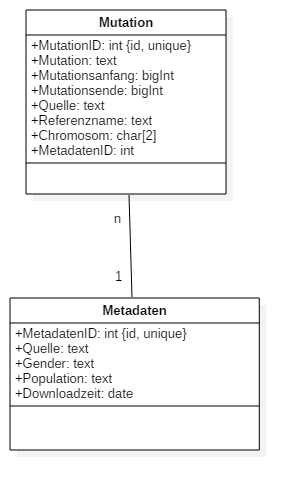 Mutation
+MutationID: int {id, unique}
+Mutation: text
+Mutationsanfang: bigInt
+Mutationsende: bigInt
+Quelle: text
+Referenzname: text
+Chromosom: char[2]
+MetadatenID: int
n
1
Metadaten
+MetadatenID: int {id, unique}
+Quelle: text
+Gender: text
+Population: text
+Downloadzeit: date